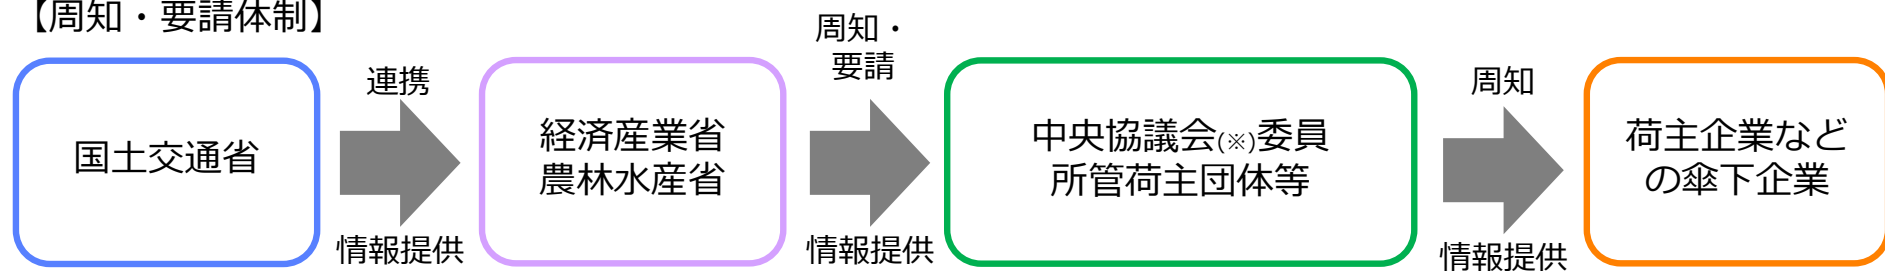 【周知・要請体制】
国土交通省
連携
情報提供
経済産業省
農林水産省
周知・
要請
情報提供
中央協議会(※)委員
所管荷主団体等
周知
情報提供
荷主企業など
の傘下企業